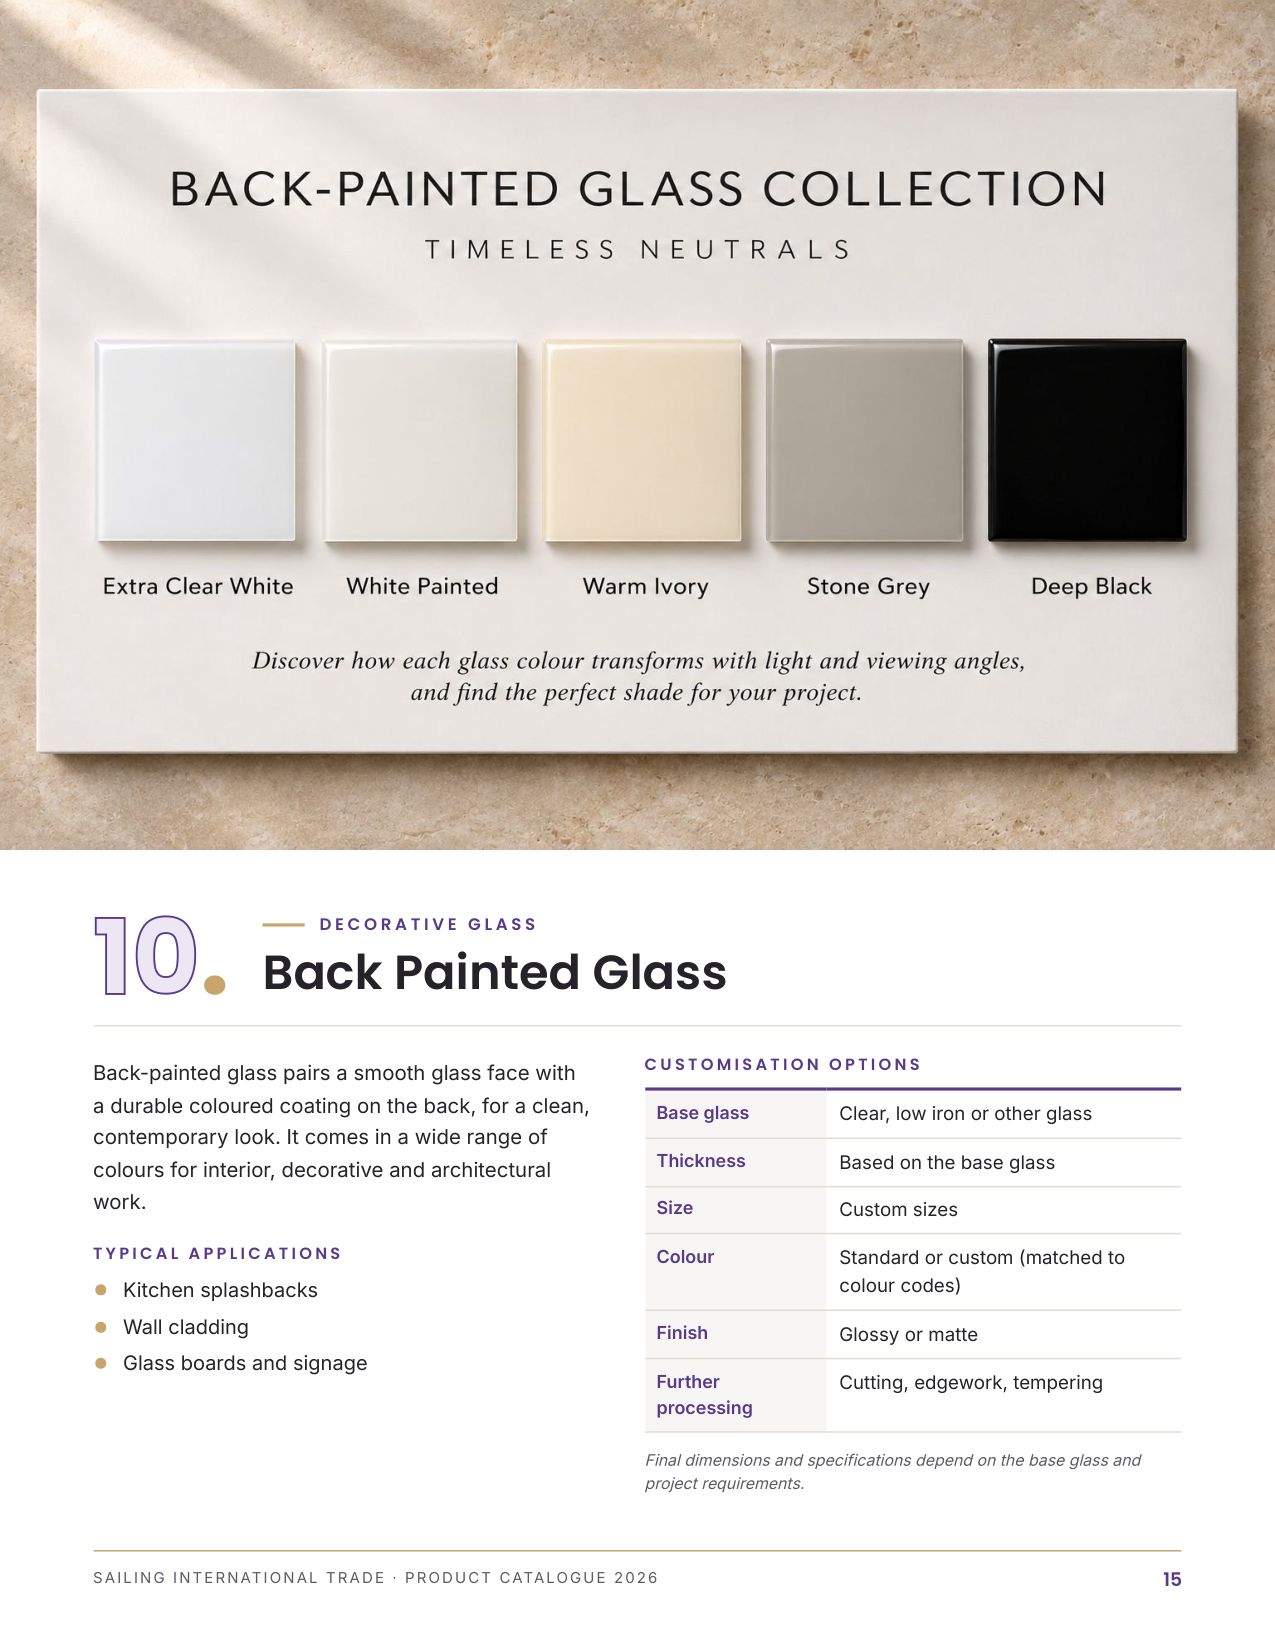 BACK-PAINTED GLASS COLLECTION
TIMELESS NEUTRALS
Extra Clear White
White Painted
Warm Ivory
Stone Grey
Deep Black
Discover how each glass colour transforms with light and viewing angles,
and find the perfect shade for your project.
10.
DECORATIVE GLASS
Back Painted Glass
Back-painted glass pairs a smooth glass face with
a durable coloured coating on the back, for a clean,
contemporary look. It comes in a wide range of
colours for interior, decorative and architectural
work.
TYPICAL APPLICATIONS
Kitchen splashbacks
Wall cladding
Glass boards and signage
CUSTOMISATION OPTIONS
Base glass Clear, low iron or other glass
Thickness Based on the base glass
Size Custom sizes
Colour Standard or custom (matched to
colour codes)
Finish Glossy or matte
Further Cutting, edgework, tempering
processing
Final dimensions and specifications depend on the base glass and
project requirements.
SAILING INTERNATIONAL TRADE · PRODUCT CATALOGUE 2026 15